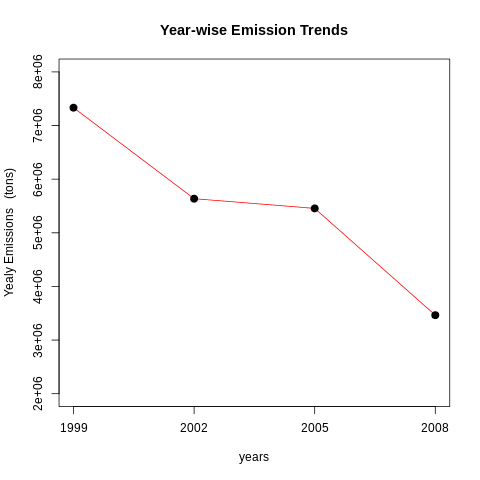 Year-wise Emission Trends
8e+06
7e+06
6e+06
5e+06
4e+06
3e+06
2e+06
Yealy Emissions (tons)
1999 2002 2005 2008
years